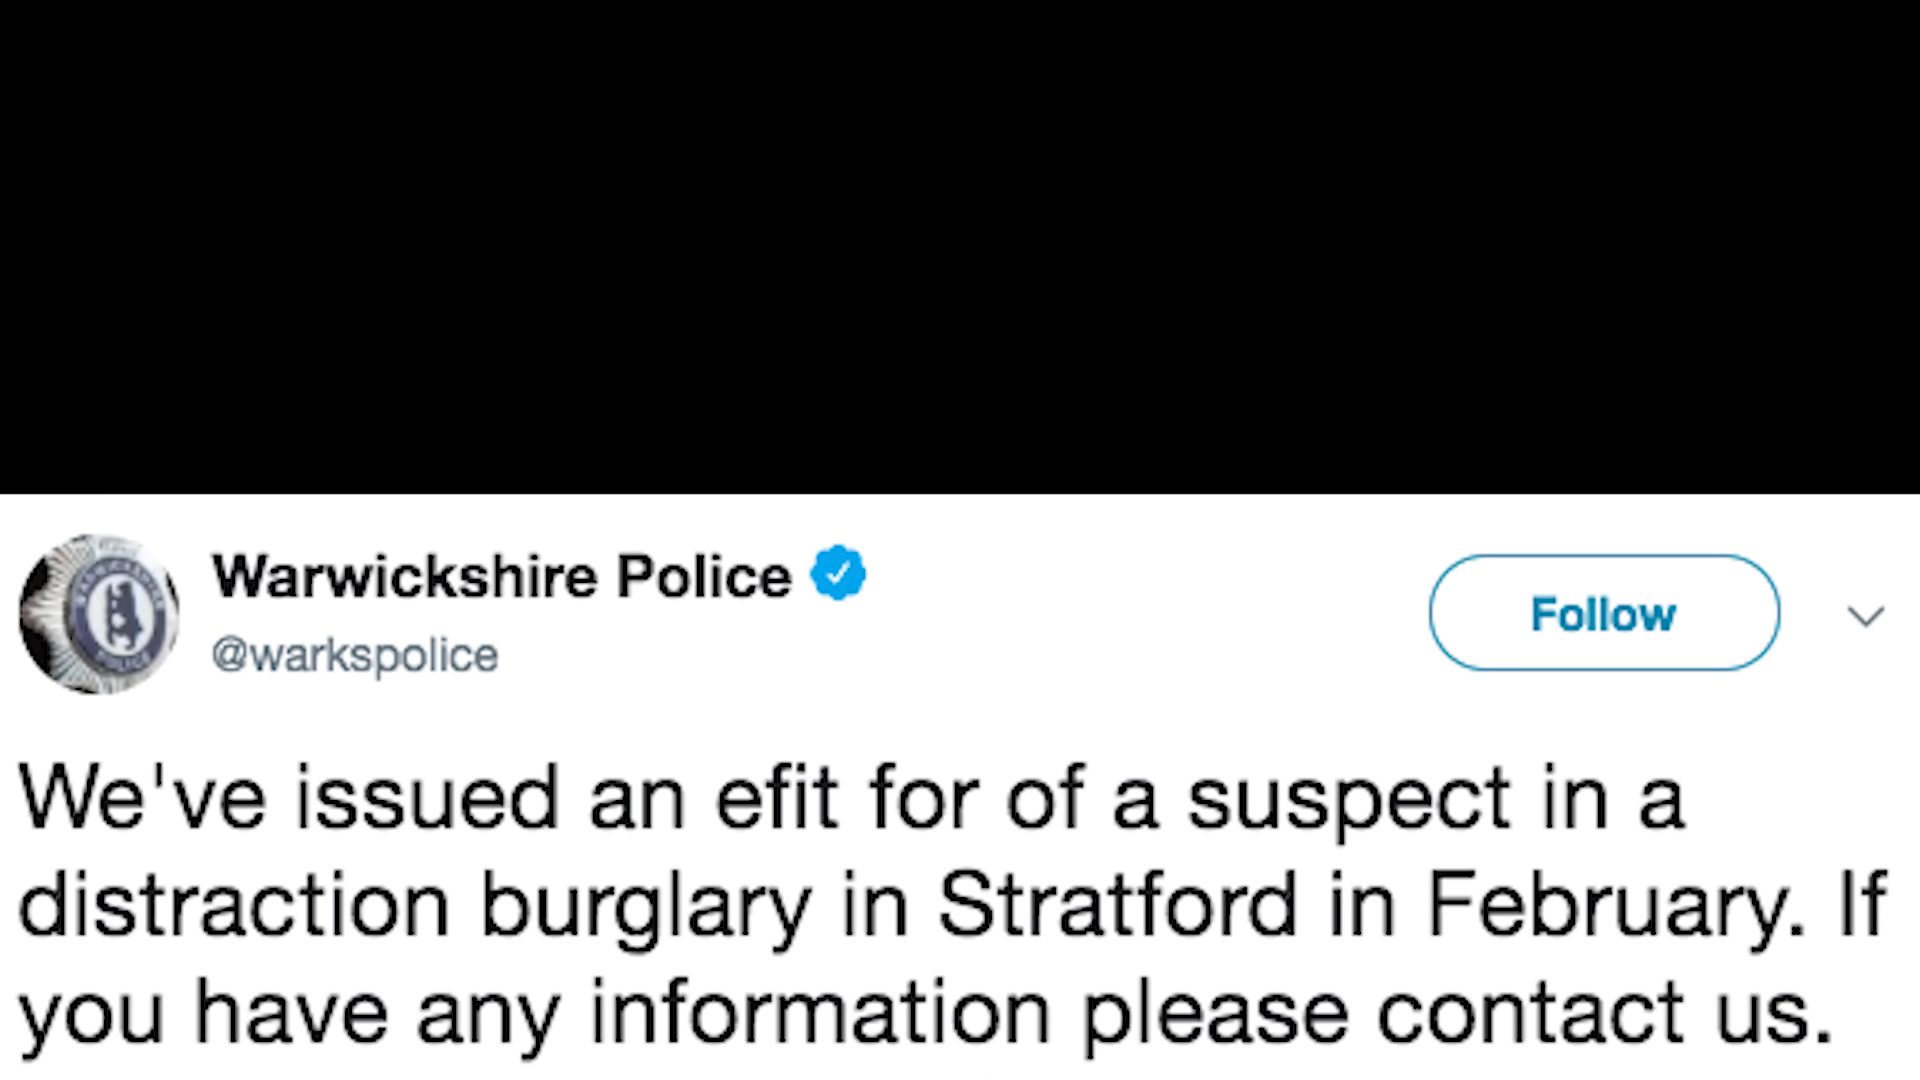 Warwickshire Police
@warkspolice
Follow
We've issued an efit for of a suspect in a
distraction burglary in Stratford in February. If
you have any information please contact us.